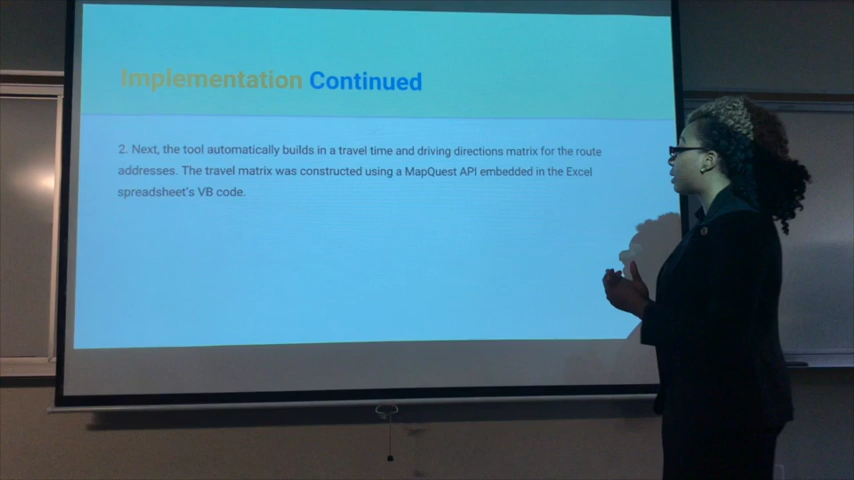 Implementation Continued
2. Next, the tool automatically builds in a travel time and driving directions matrix for the route
addresses. The travel matrix was constructed using a MapQuest API embedded in the Excel
spreadsheet's VB code.